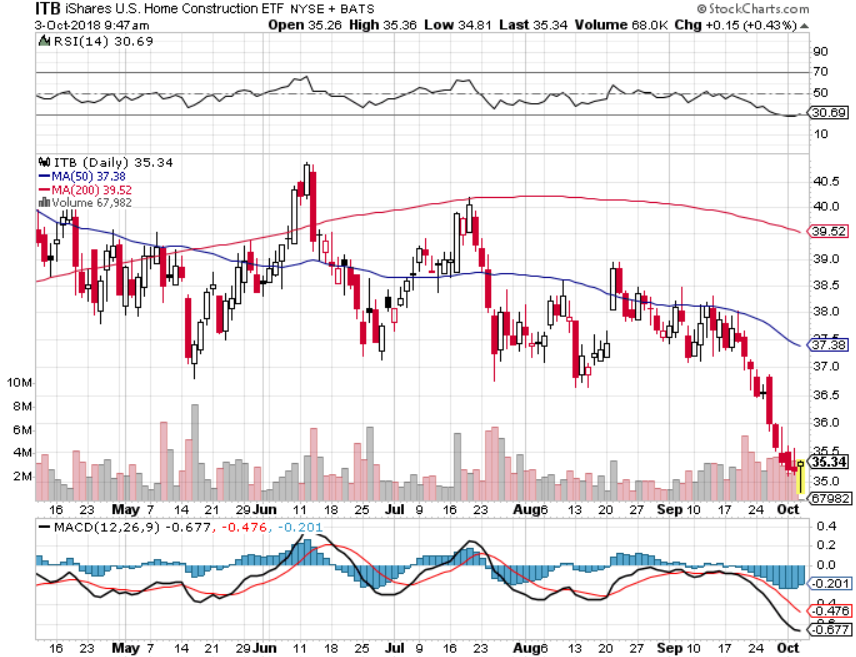 ITB iShares U.S. Home Construction ETF NYSE + BATS
© StockCharts.com
3-Oct-2018 9:47am
Open 35.26 High 35.36 Low 34.81 Last 35.34 Volume 68.0K Chg +0.15 (+0.43%)
RSI(14) 30.69
90
70
50
30.69
10
ITB (Daily) 35.34
MA(50) 37.38
MA(200) 39.52
Volume 67,982
40.5
40.0
39.52
39.0
38.5
38.0
37.5
37.38
37.0
36.5
36.0
35.5
35.34
35.0
67982
10M
8M
6M
4M
2M
16 23 May 7 14 21 29 Jun 11 18 25 Jul 9 16 23 Aug 6 13 20 27 Sep 10 17 24 Oct
MACD(12,26,9) -0.677, -0.476, -0.201
0.4
0.2
0.0
-0.201
-0.476
-0.677
16 23 May 7 14 21 29 Jun 11 18 25 Jul 9 16 23 Aug 6 13 20 27 Sep 10 17 24 Oct